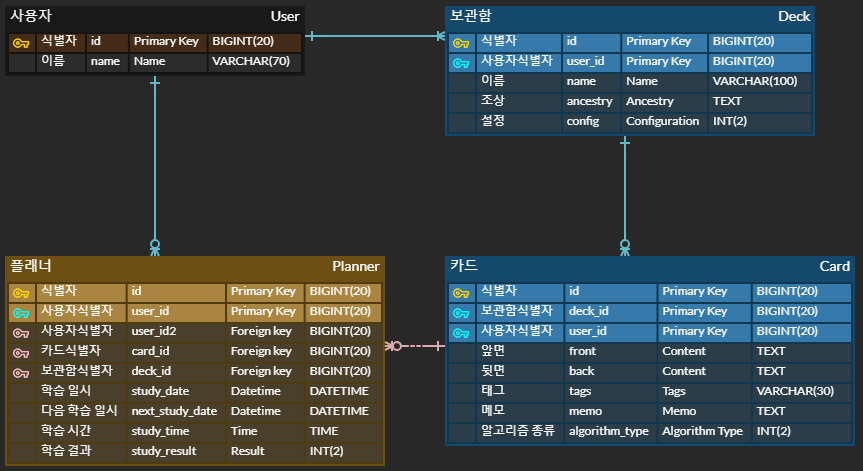 사용자 User
식별자 id Primary Key BIGINT(20)
이름 name Name VARCHAR(70)
보관함 Deck
식별자 id Primary Key BIGINT(20)
사용자식별자 user_id Primary Key BIGINT(20)
이름 name Name VARCHAR(100)
조상 ancestry Ancestry TEXT
설정 config Configuration INT(2)
플래너 Planner
식별자 id Primary Key BIGINT(20)
사용자식별자 user_id Primary Key BIGINT(20)
사용자식별자 user_id2 Foreign key BIGINT(20)
카드식별자 card_id Foreign key BIGINT(20)
보관함식별자 deck_id Foreign key BIGINT(20)
학습 일시 study_date Datetime DATETIME
다음 학습 일시 next_study_date Datetime DATETIME
학습 시간 study_time Time TIME
학습 결과 study_result Result INT(2)
카드 Card
식별자 id Primary Key BIGINT(20)
보관함식별자 deck_id Primary Key BIGINT(20)
사용자식별자 user_id Primary Key BIGINT(20)
앞면 front Content TEXT
뒷면 back Content TEXT
태그 tags Tags VARCHAR(30)
메모 memo Memo TEXT
알고리즘 종류 algorithm_type Algorithm Type INT(2)